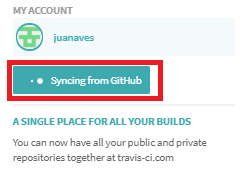 MY ACCOUNT
juanaves
Syncing from GitHub
A SINGLE PLACE FOR ALL YOUR BUILDS
You can now have all your public and private
repositories together at travis-ci.com